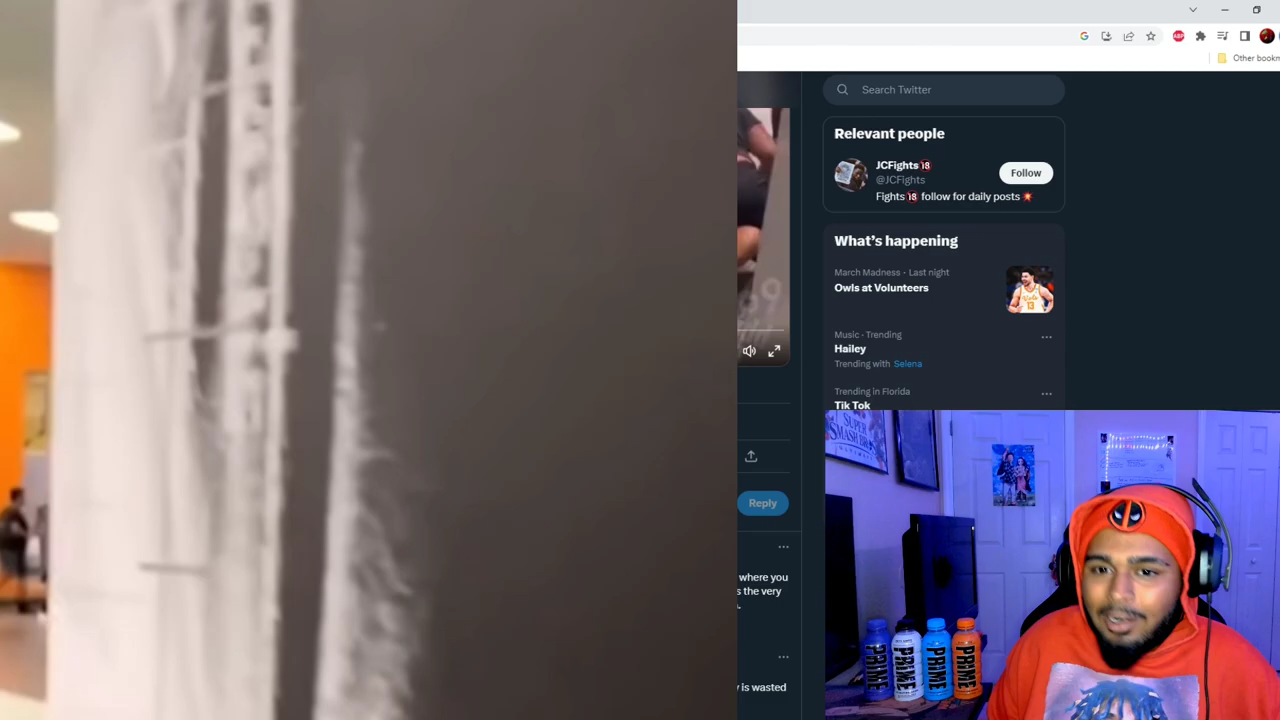 Other bookm
Search Twitter
Relevant people
JCFights🔞
@JCFights
Follow
Fights🔞 follow for daily posts 💥
What's happening
March Madness · Last night
Owls at Volunteers
Music · Trending
Hailey
Trending with Selena
Trending in Florida
Tik Tok
Reply
where you
s the very
is wasted
SUPER
SMASH BROS
PRIME
PRIME
PRIME
PRIME